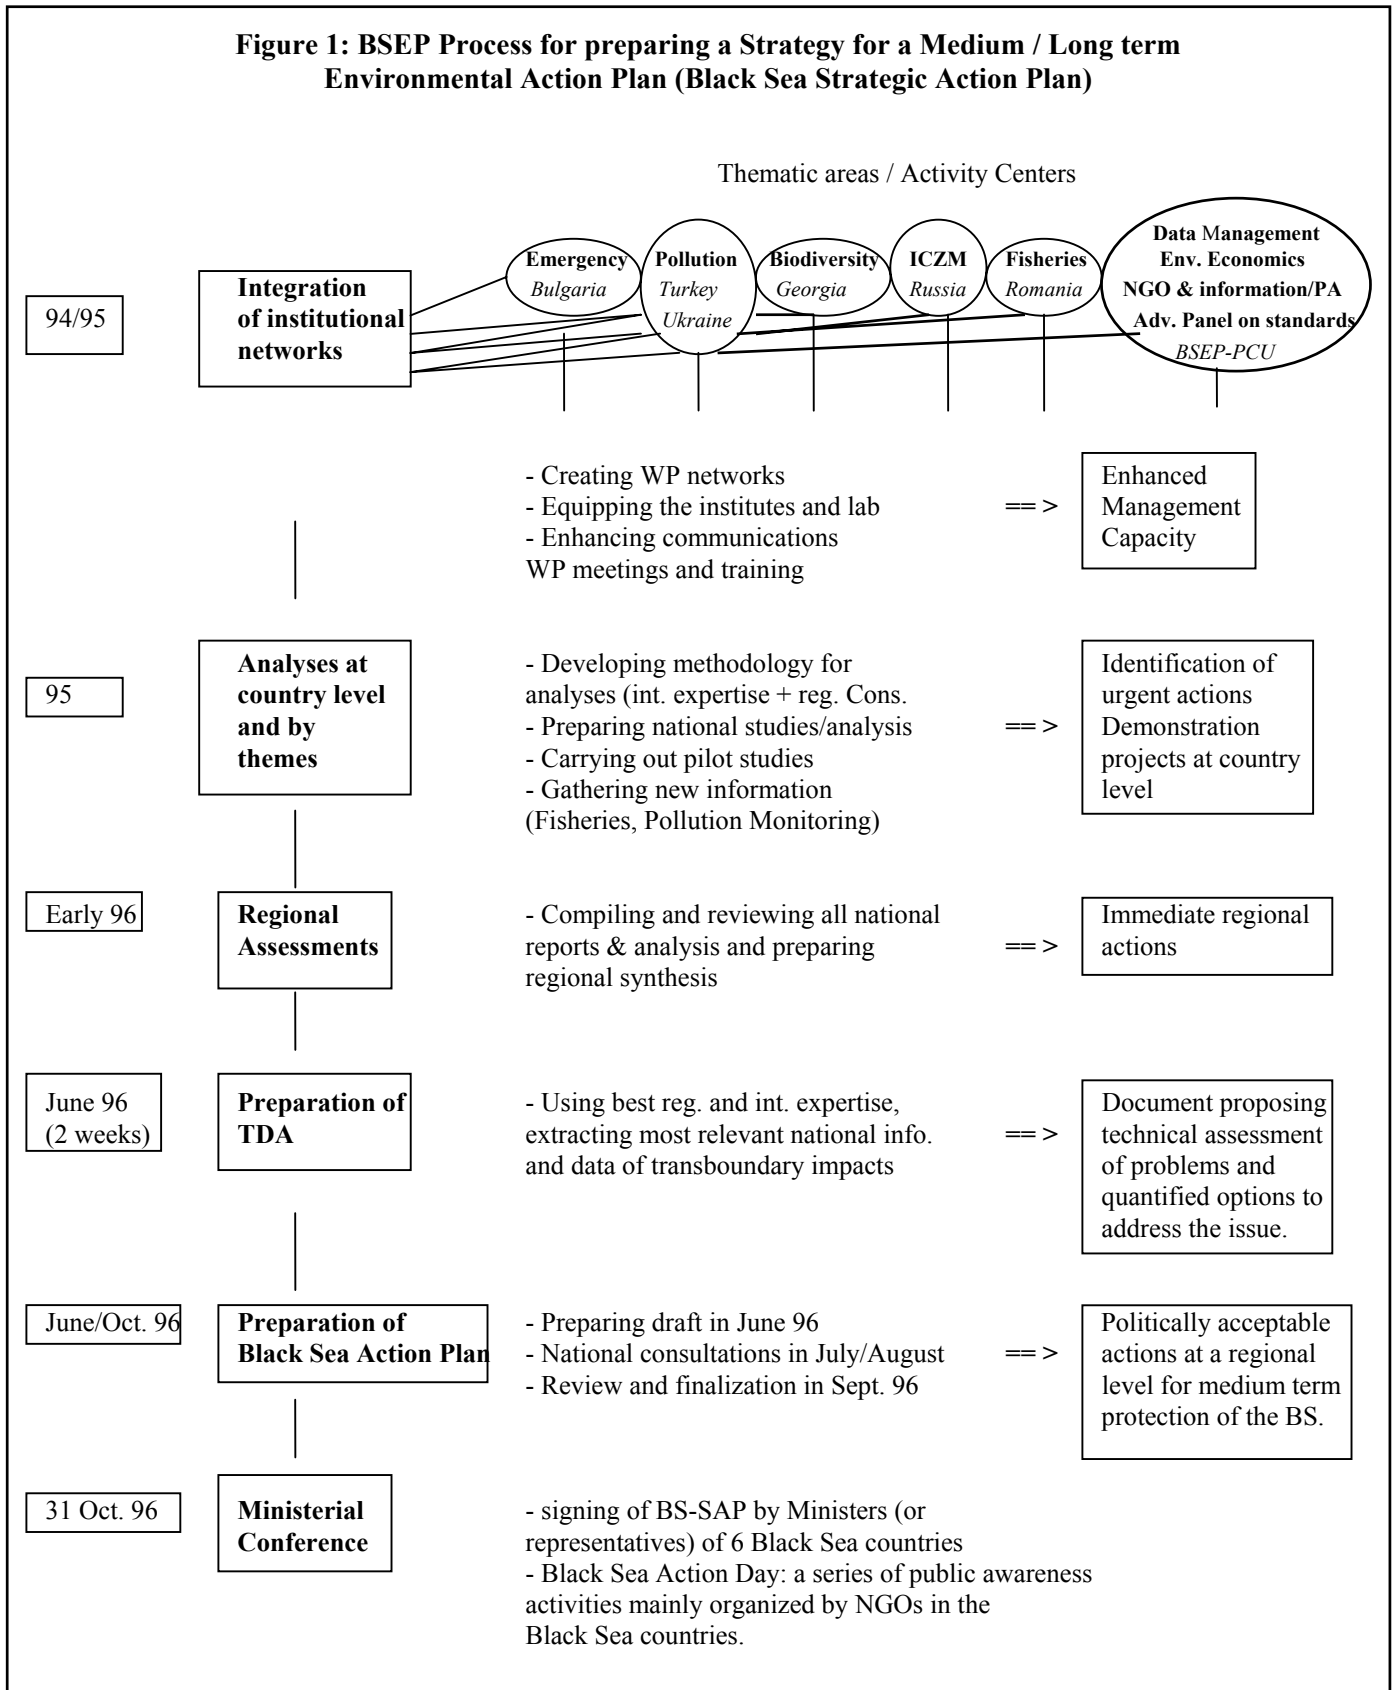 Figure 1: BSEP Process for preparing a Strategy for a Medium / Long term
Environmental Action Plan (Black Sea Strategic Action Plan)
Thematic areas / Activity Centers
94/95
Integration
of institutional
networks
Emergency
Bulgaria
Pollution
Turkey
Ukraine
Biodiversity
Georgia
ICZM
Russia
Fisheries
Romania
Data Management
Env. Economics
NGO & information/PA
Adv. Panel on standards
BSEP-PCU
- Creating WP networks
- Equipping the institutes and lab
- Enhancing communications
WP meetings and training
== >
Enhanced
Management
Capacity
95
Analyses at
country level
and by
themes
- Developing methodology for
analyses (int. expertise + reg. Cons.
- Preparing national studies/analysis
- Carrying out pilot studies
- Gathering new information
(Fisheries, Pollution Monitoring)
== >
Identification of
urgent actions
Demonstration
projects at country
level
Early 96
Regional
Assessments
- Compiling and reviewing all national
reports & analysis and preparing
regional synthesis
== >
Immediate regional
actions
June 96
(2 weeks)
Preparation of
TDA
- Using best reg. and int. expertise,
extracting most relevant national info.
and data of transboundary impacts
== >
Document proposing
technical assessment
of problems and
quantified options to
address the issue.
June/Oct. 96
Preparation of
Black Sea Action Plan
- Preparing draft in June 96
- National consultations in July/August
- Review and finalization in Sept. 96
== >
Politically acceptable
actions at a regional
level for medium term
protection of the BS.
31 Oct. 96
Ministerial
Conference
- signing of BS-SAP by Ministers (or
representatives) of 6 Black Sea countries
- Black Sea Action Day: a series of public awareness
activities mainly organized by NGOs in the
Black Sea countries.